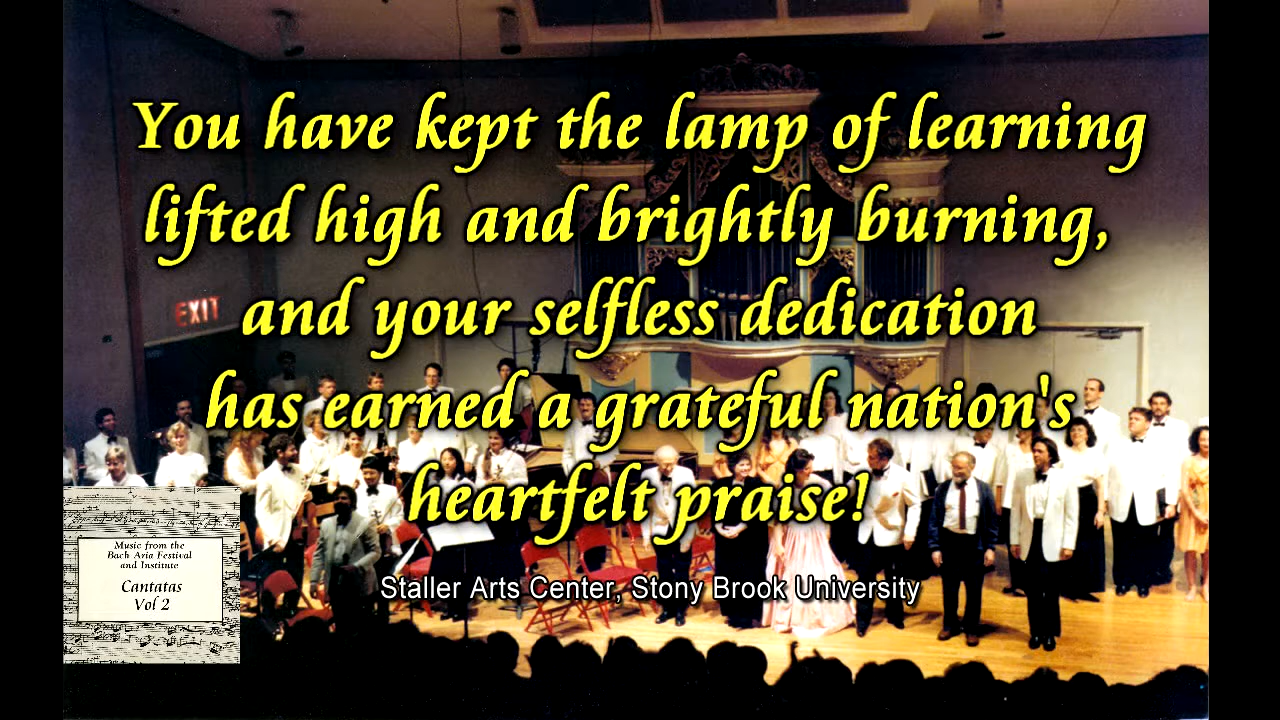 You have kept the lamp of learning
lifted high and brightly burning,
and your selfless dedication
has earned a grateful nation's
heartfelt praise!
EXIT
Staller Arts Center, Stony Brook University
Music from the
Bach Aria Festival
and Institute
Cantatas
Vol 2